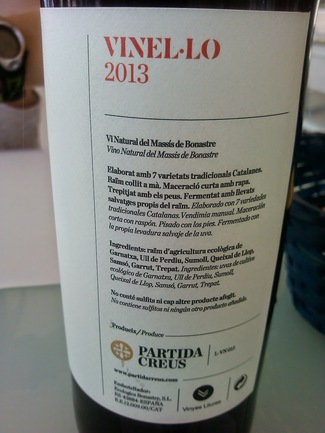 VINEL·LO
2013
Vi Natural del Massís de Bonastre
Vino Natural del Massís de Bonastre
Elaborat amb 7 varietats tradicionals Catalanes.
Raïm collit a mà. Maceració curta amb rapa.
Trepitjat amb els peus. Fermentat amb llevats
salvatges propis del raïm. Elaborado con 7 variedades
tradicionales Catalanas. Vendimia manual. Maceración
corta con raspón. Pisado con los pies. Fermentado con
la propia levadura salvaje de la uva.
Ingredients: raïm d'agricultura ecològica de
Garnatxa, Ull de Perdiu, Sumoll, Queixal de Llop,
Samsó, Garrut, Trepat. Ingredientes: uva de cultivo
ecológico de Garnatxa, Ull de Perdiu, Sumoll,
Queixal de Llop, Samsó, Garrut, Trepat.
No conté sulfits ni cap altre producte afegit.
No contiene sulfitos ni ningún otro producto añadido.
Produeix/Produce
PARTIDA
CREUS
www.partidacreus.com
Embotellador:
Ecològica Bonastre, S.L.
ESPAÑA
Vinyes Lliures